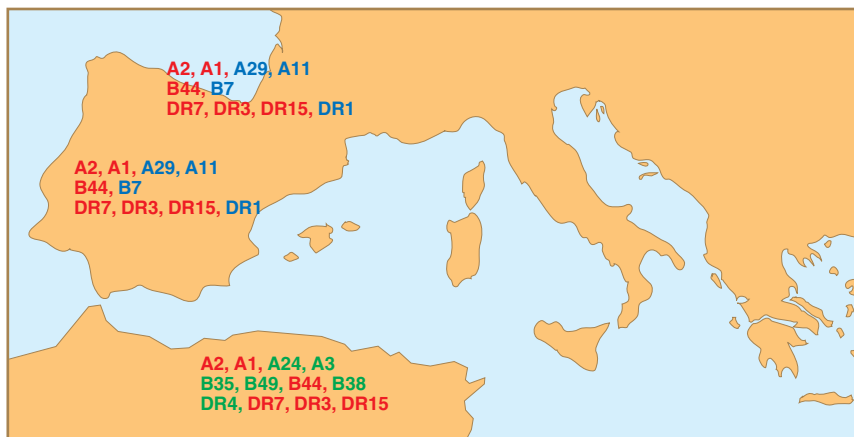 A2, A1, A29, A11
B44, B7
DR7, DR3, DR15, DR1
A2, A1, A29, A11
B44, B7
DR7, DR3, DR15, DR1
A2, A1, A24, A3
B35, B49, B44, B38
DR4, DR7, DR3, DR15